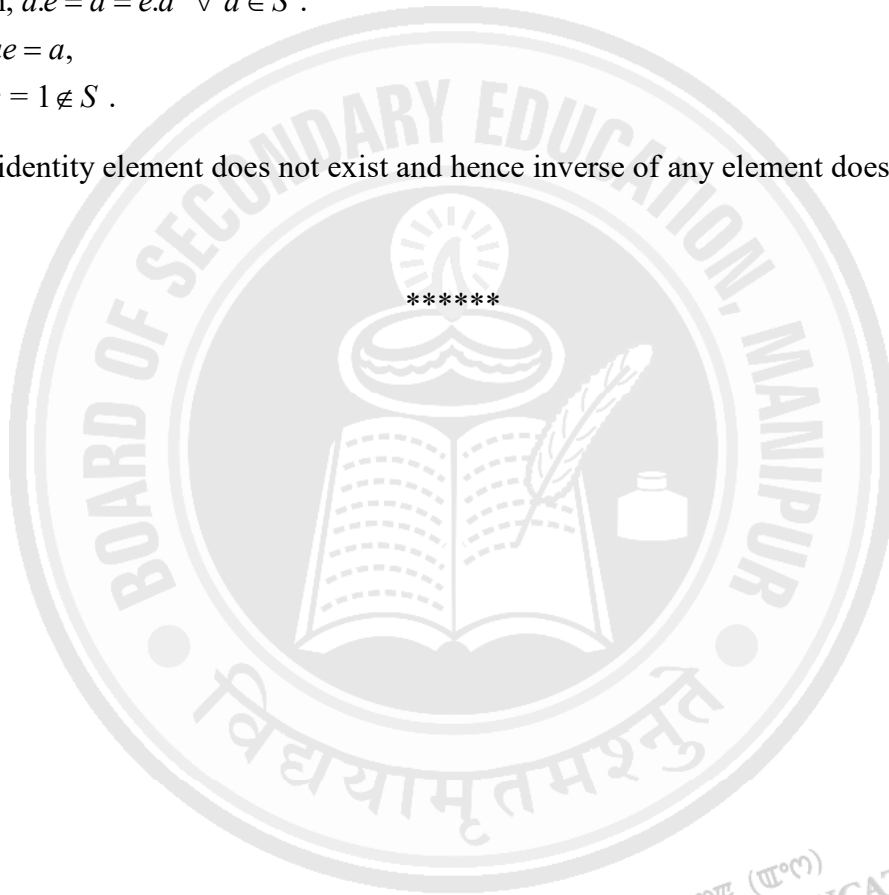 a.e = a = e.a ∀ a ∈ S .
e = a,
= 1 ∉ S .
identity element does not exist and hence inverse of any element does
******
BOARD OF SECONDARY EDUCATION, MANIPUR
विद्ययामृतमश्नुते